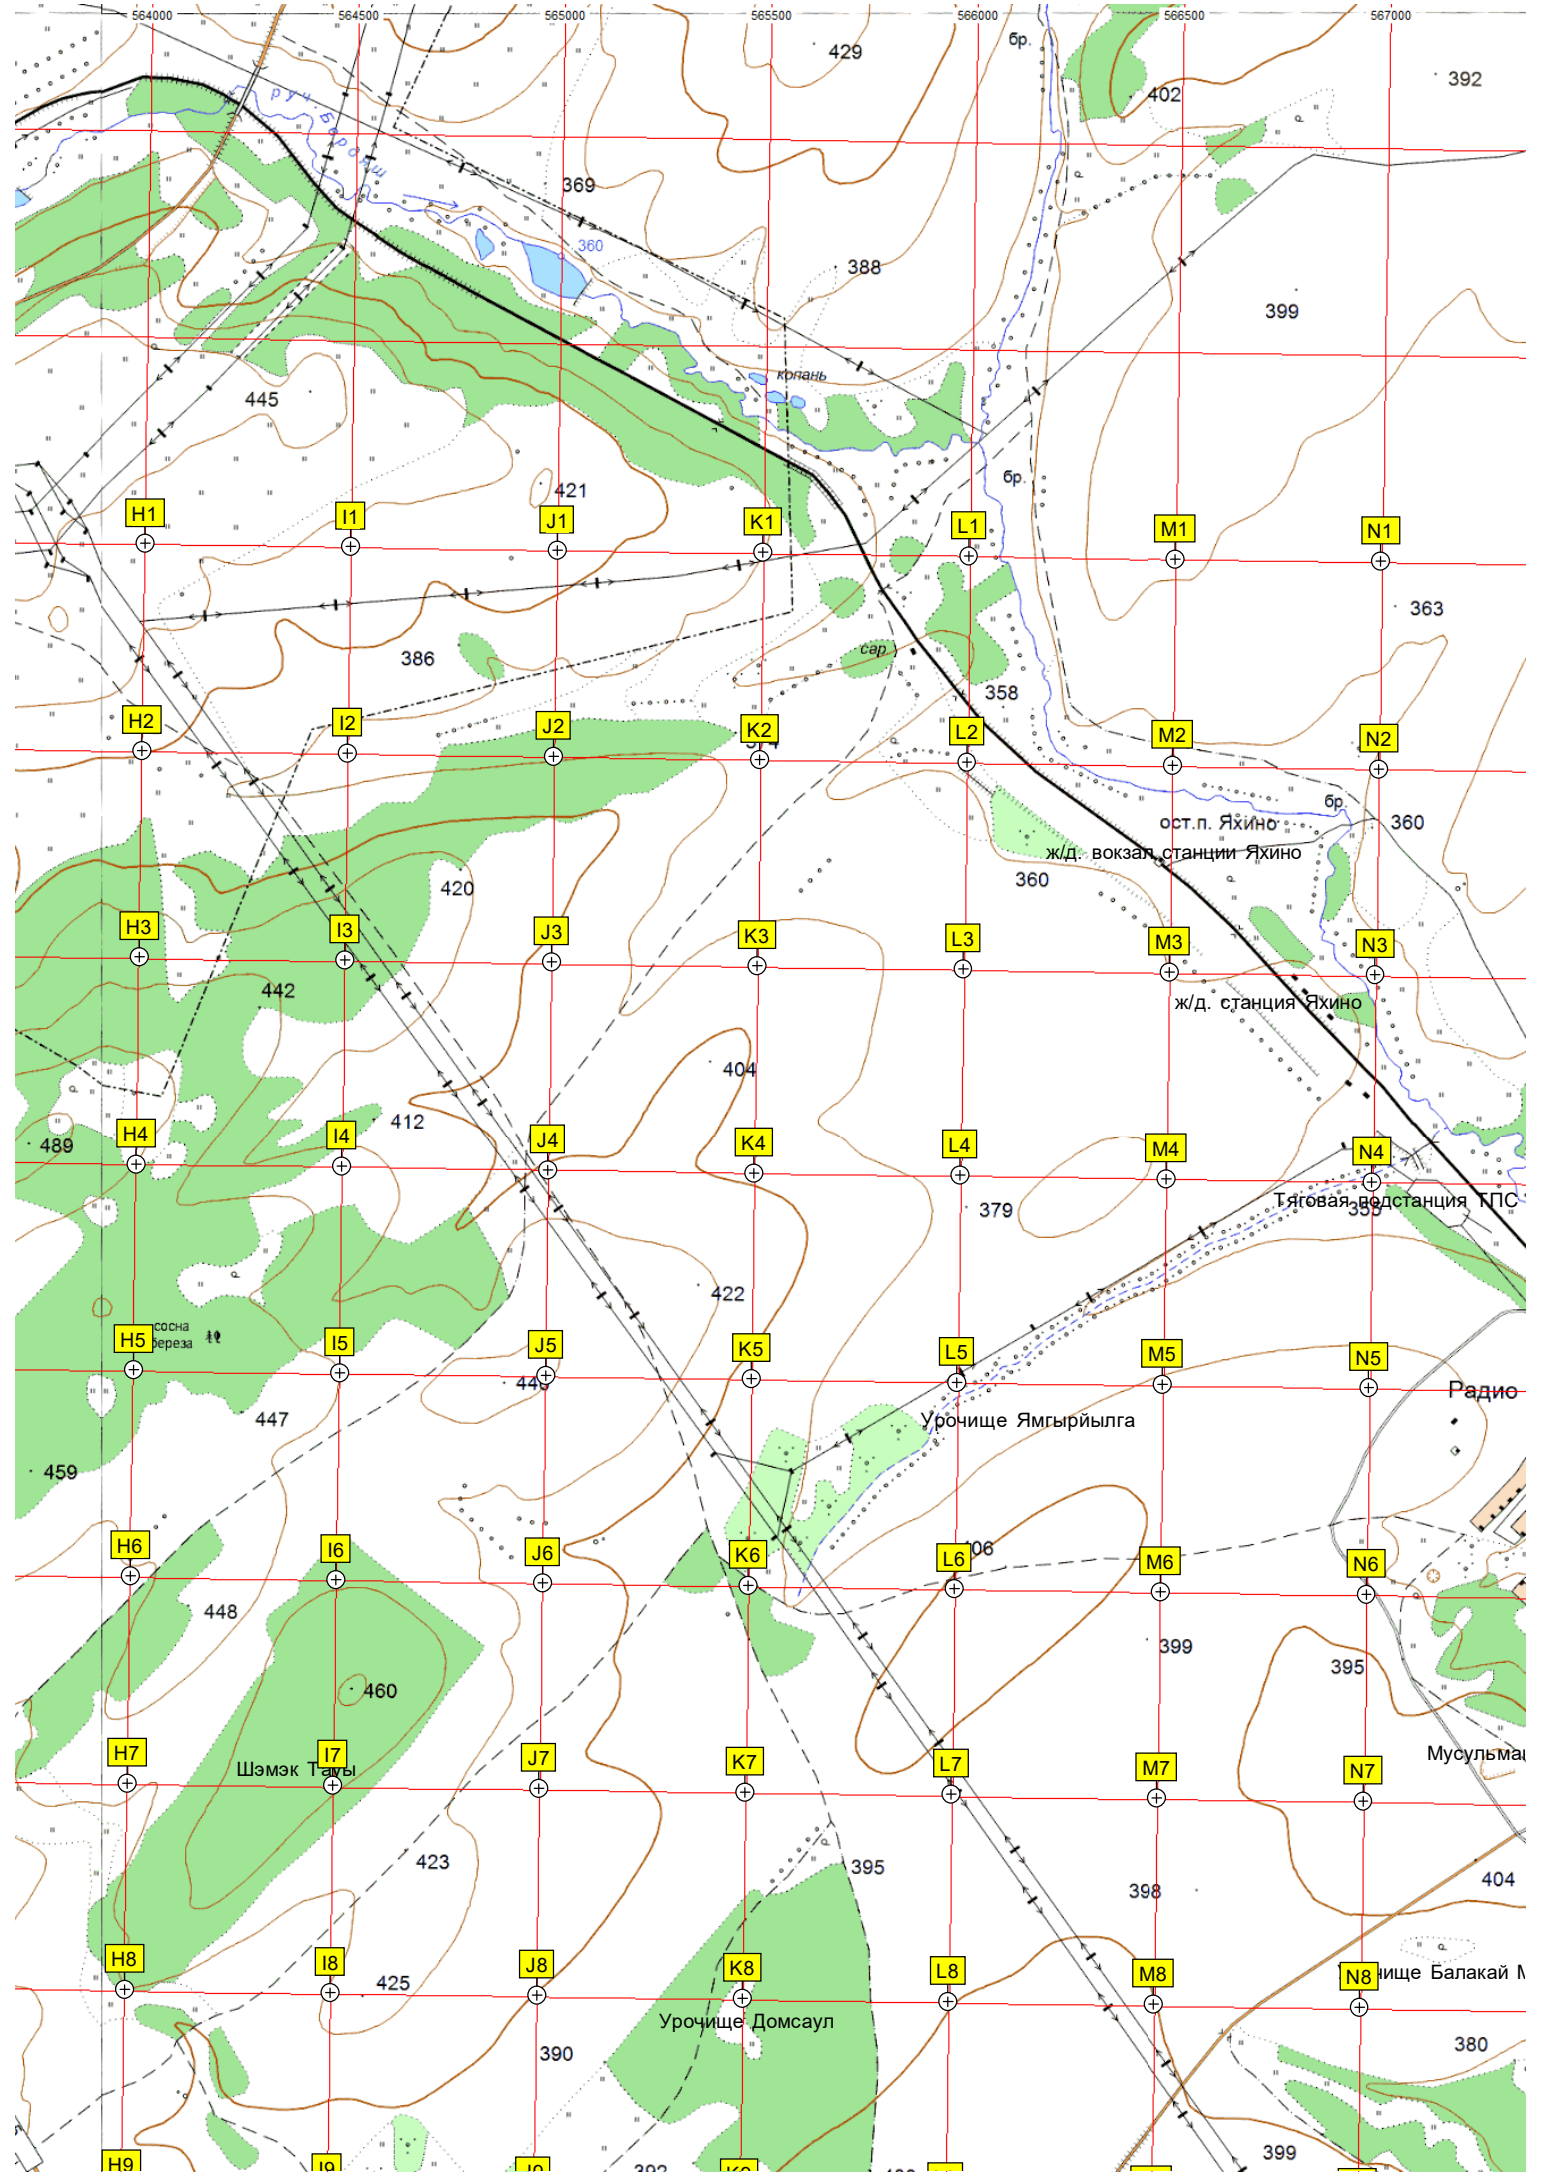 564000 564500 565000 565500 566000 566500 567000
429
бр.
392
402
руч. Берояш
369
360
388
399
копань
445
421
бр.
H1 I1 J1 K1 L1 M1 N1
363
386
сар.
358
H2 I2 J2 K2 L2 M2 N2
бр.
ост.п. Яхино
360
ж/д. вокзал станции Яхино
420
360
H3 I3 J3 K3 L3 M3 N3
442
ж/д. станция Яхино
404
412
489
H4 I4 J4 K4 L4 M4 N4
379
Тяговая подстанция ТПС
422
сосна
береза
H5 I5 J5 K5 L5 M5 N5
Радио
447
Урочище Ямгырйылга
459
H6 I6 J6 K6 L6 M6 N6
448
399
395
460
H7 I7 J7 K7 L7 M7 N7
Шэмэк Тауы
423
395
404
398
H8 I8 J8 K8 L8 M8 N8
425
Балакай
Урочище Домсаул
390
380
399
H9 I9 J9 K9